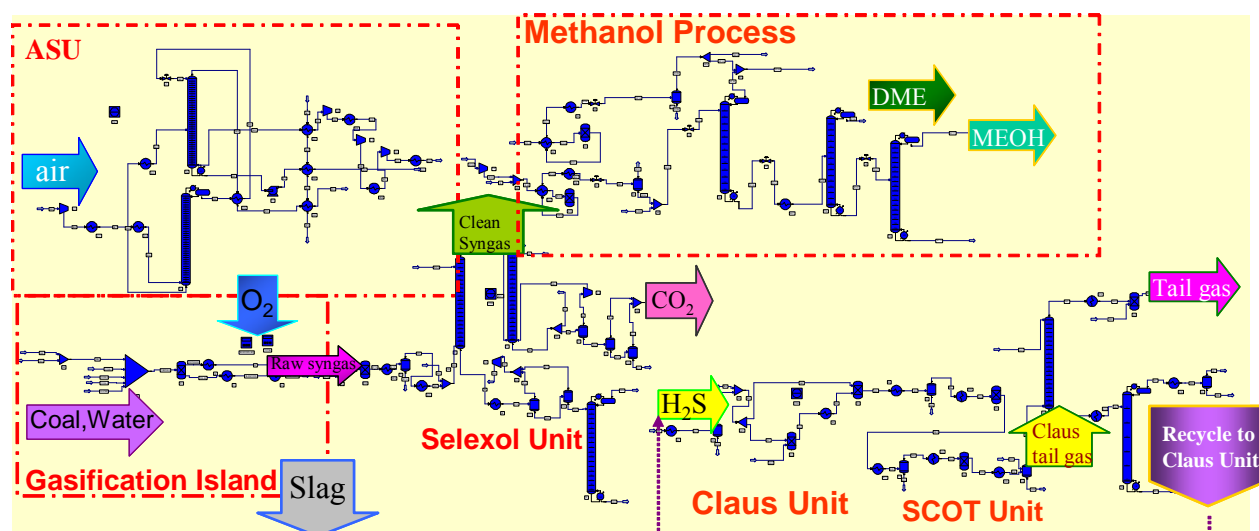 ASU
Methanol Process
DME
MEOH
air
Clean
Syngas
O₂
CO₂
Tail gas
Raw syngas
Coal,Water
H₂S
Selexol Unit
Claus
tail gas
Recycle to
Claus Unit
Gasification Island
Slag
Claus Unit
SCOT Unit